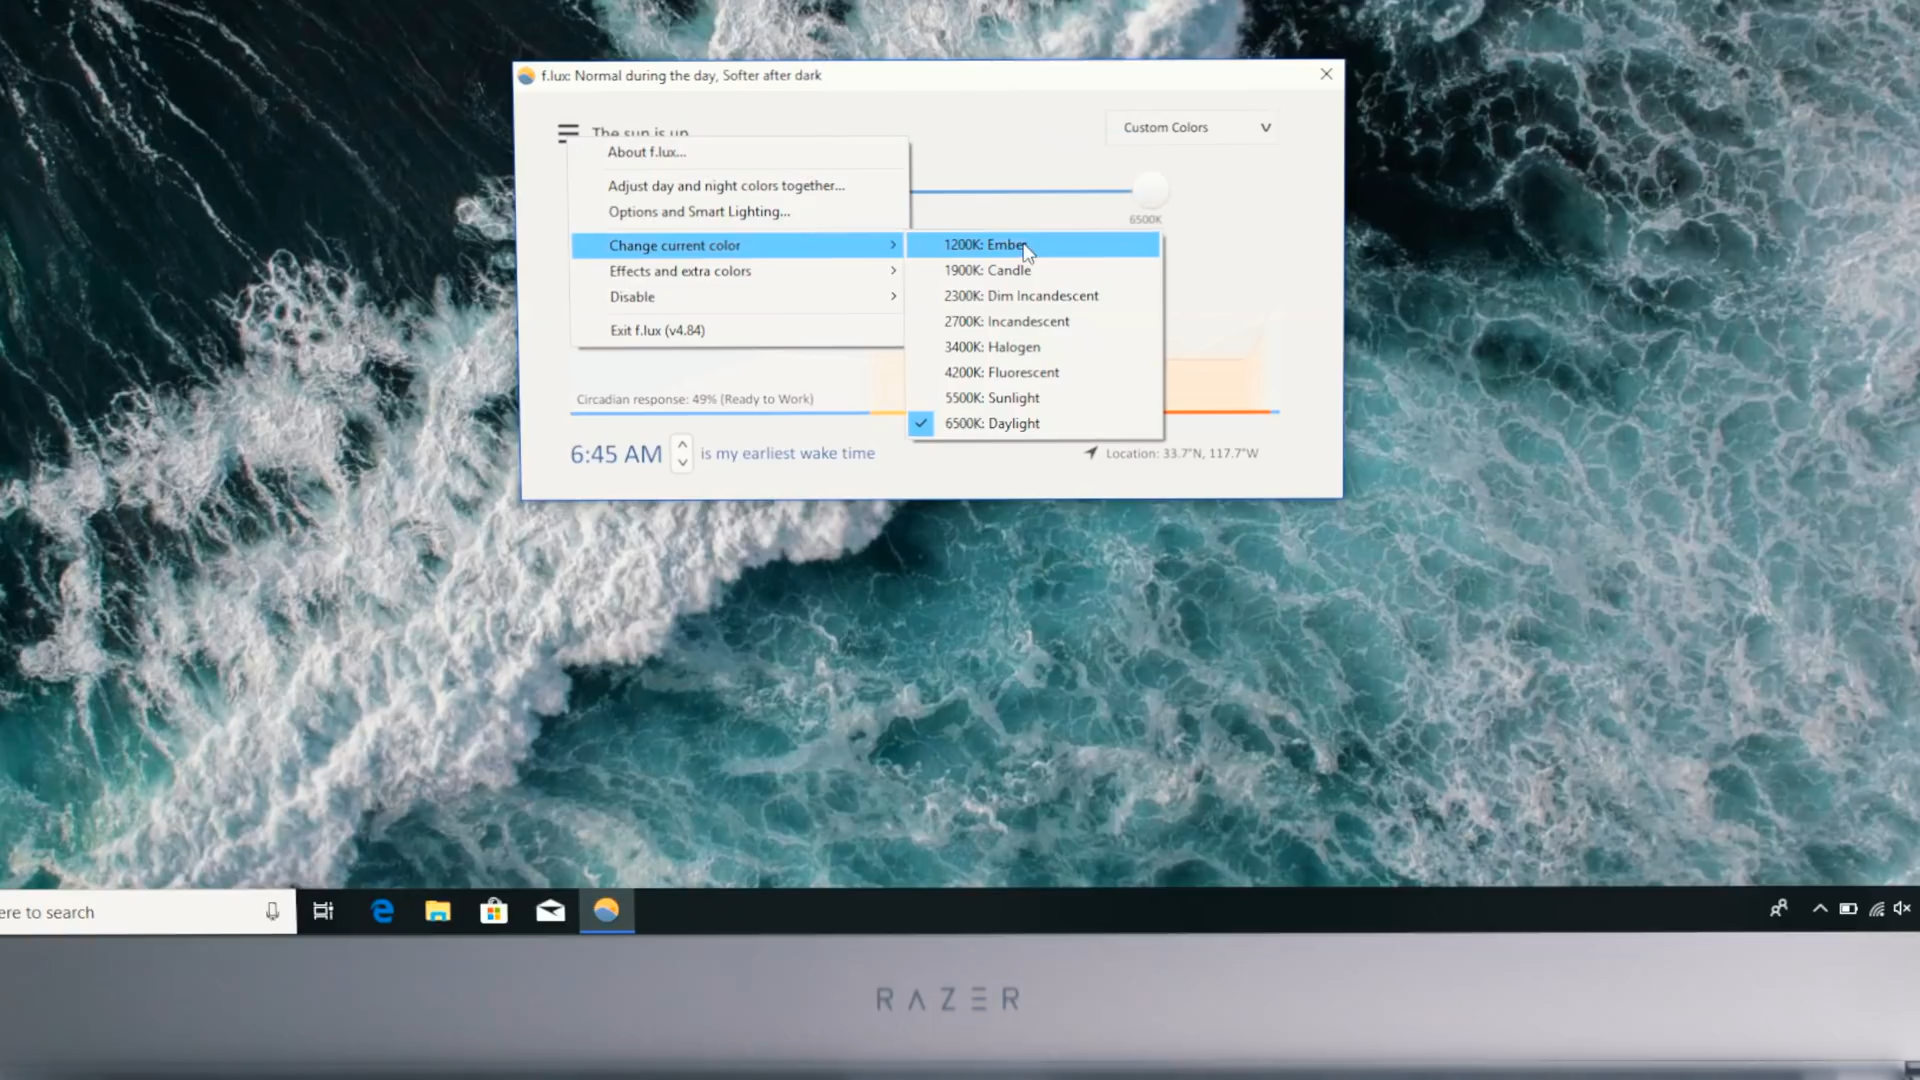 f.lux: Normal during the day, Softer after dark
The sun is up
Custom Colors
About f.lux...
Adjust day and night colors together...
Options and Smart Lighting...
6500K
Change current color
Effects and extra colors
Disable
Exit f.lux (v4.84)
1200K: Ember
1900K: Candle
2300K: Dim Incandescent
2700K: Incandescent
3400K: Halogen
4200K: Fluorescent
5500K: Sunlight
6500K: Daylight
Circadian response: 49% (Ready to Work)
6:45 AM is my earliest wake time
Location: 33.7°N, 117.7°W
ere to search
RAZER